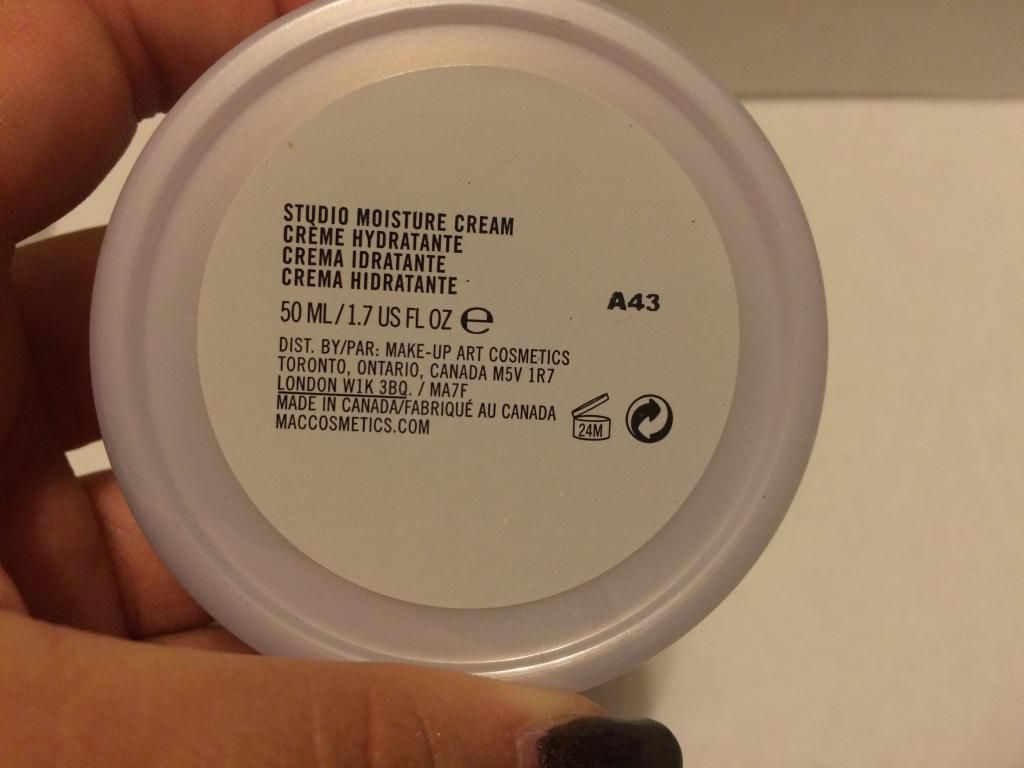 STUDIO MOISTURE CREAM
CRÈME HYDRATANTE
CREMA IDRATANTE
CREMA HIDRATANTE
50 ML/1.7 US FL OZ ℮
A43
DIST. BY/PAR: MAKE-UP ART COSMETICS
TORONTO, ONTARIO, CANADA M5V 1R7
LONDON W1K 3BQ. / MA7F
MADE IN CANADA/FABRIQUÉ AU CANADA
MACCOSMETICS.COM
24M